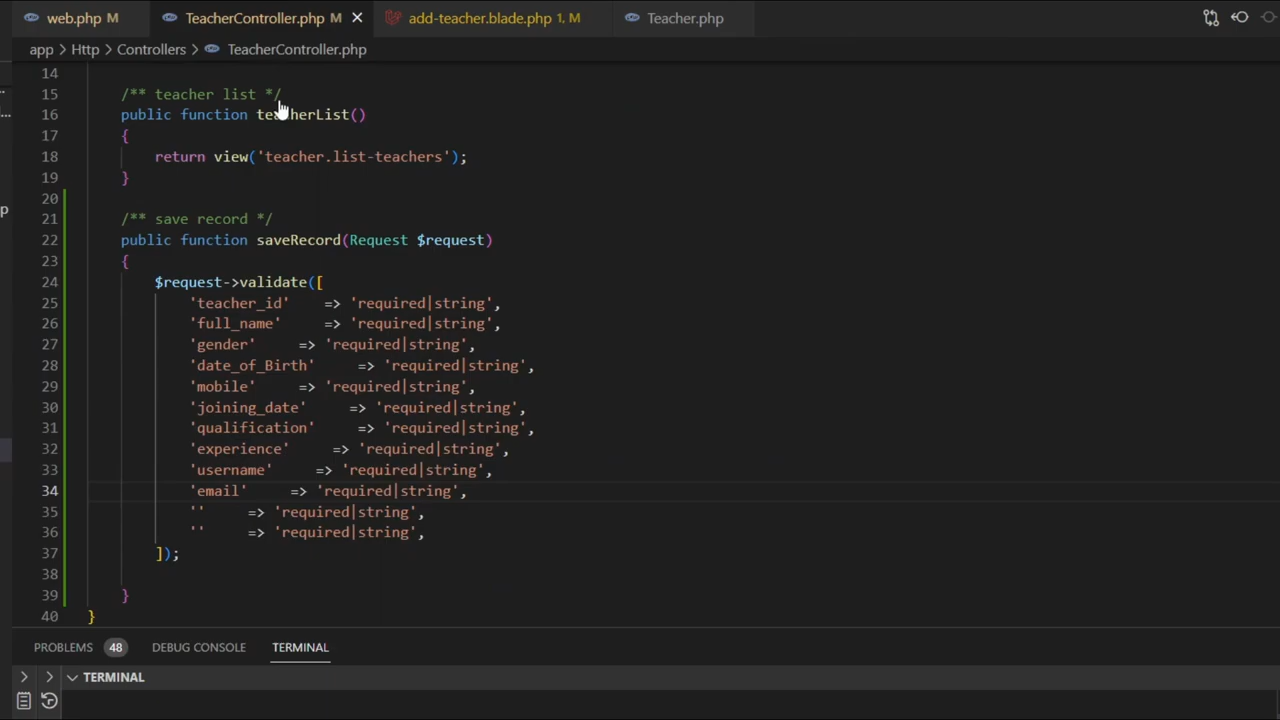 web.php M TeacherController.php M add-teacher.blade.php 1, M Teacher.php
app > Http > Controllers > TeacherController.php
14
15 /** teacher list */
16 public function teacherList()
17 {
18 return view('teacher.list-teachers');
19 }
20
21 /** save record */
22 public function saveRecord(Request $request)
23 {
24 $request->validate([
25 'teacher_id' => 'required|string',
26 'full_name' => 'required|string',
27 'gender' => 'required|string',
28 'date_of_Birth' => 'required|string',
29 'mobile' => 'required|string',
30 'joining_date' => 'required|string',
31 'qualification' => 'required|string',
32 'experience' => 'required|string',
33 'username' => 'required|string',
34 'email' => 'required|string',
35 '' => 'required|string',
36 '' => 'required|string',
37 ]);
38
39 }
40 }
PROBLEMS 48 DEBUG CONSOLE TERMINAL
TERMINAL